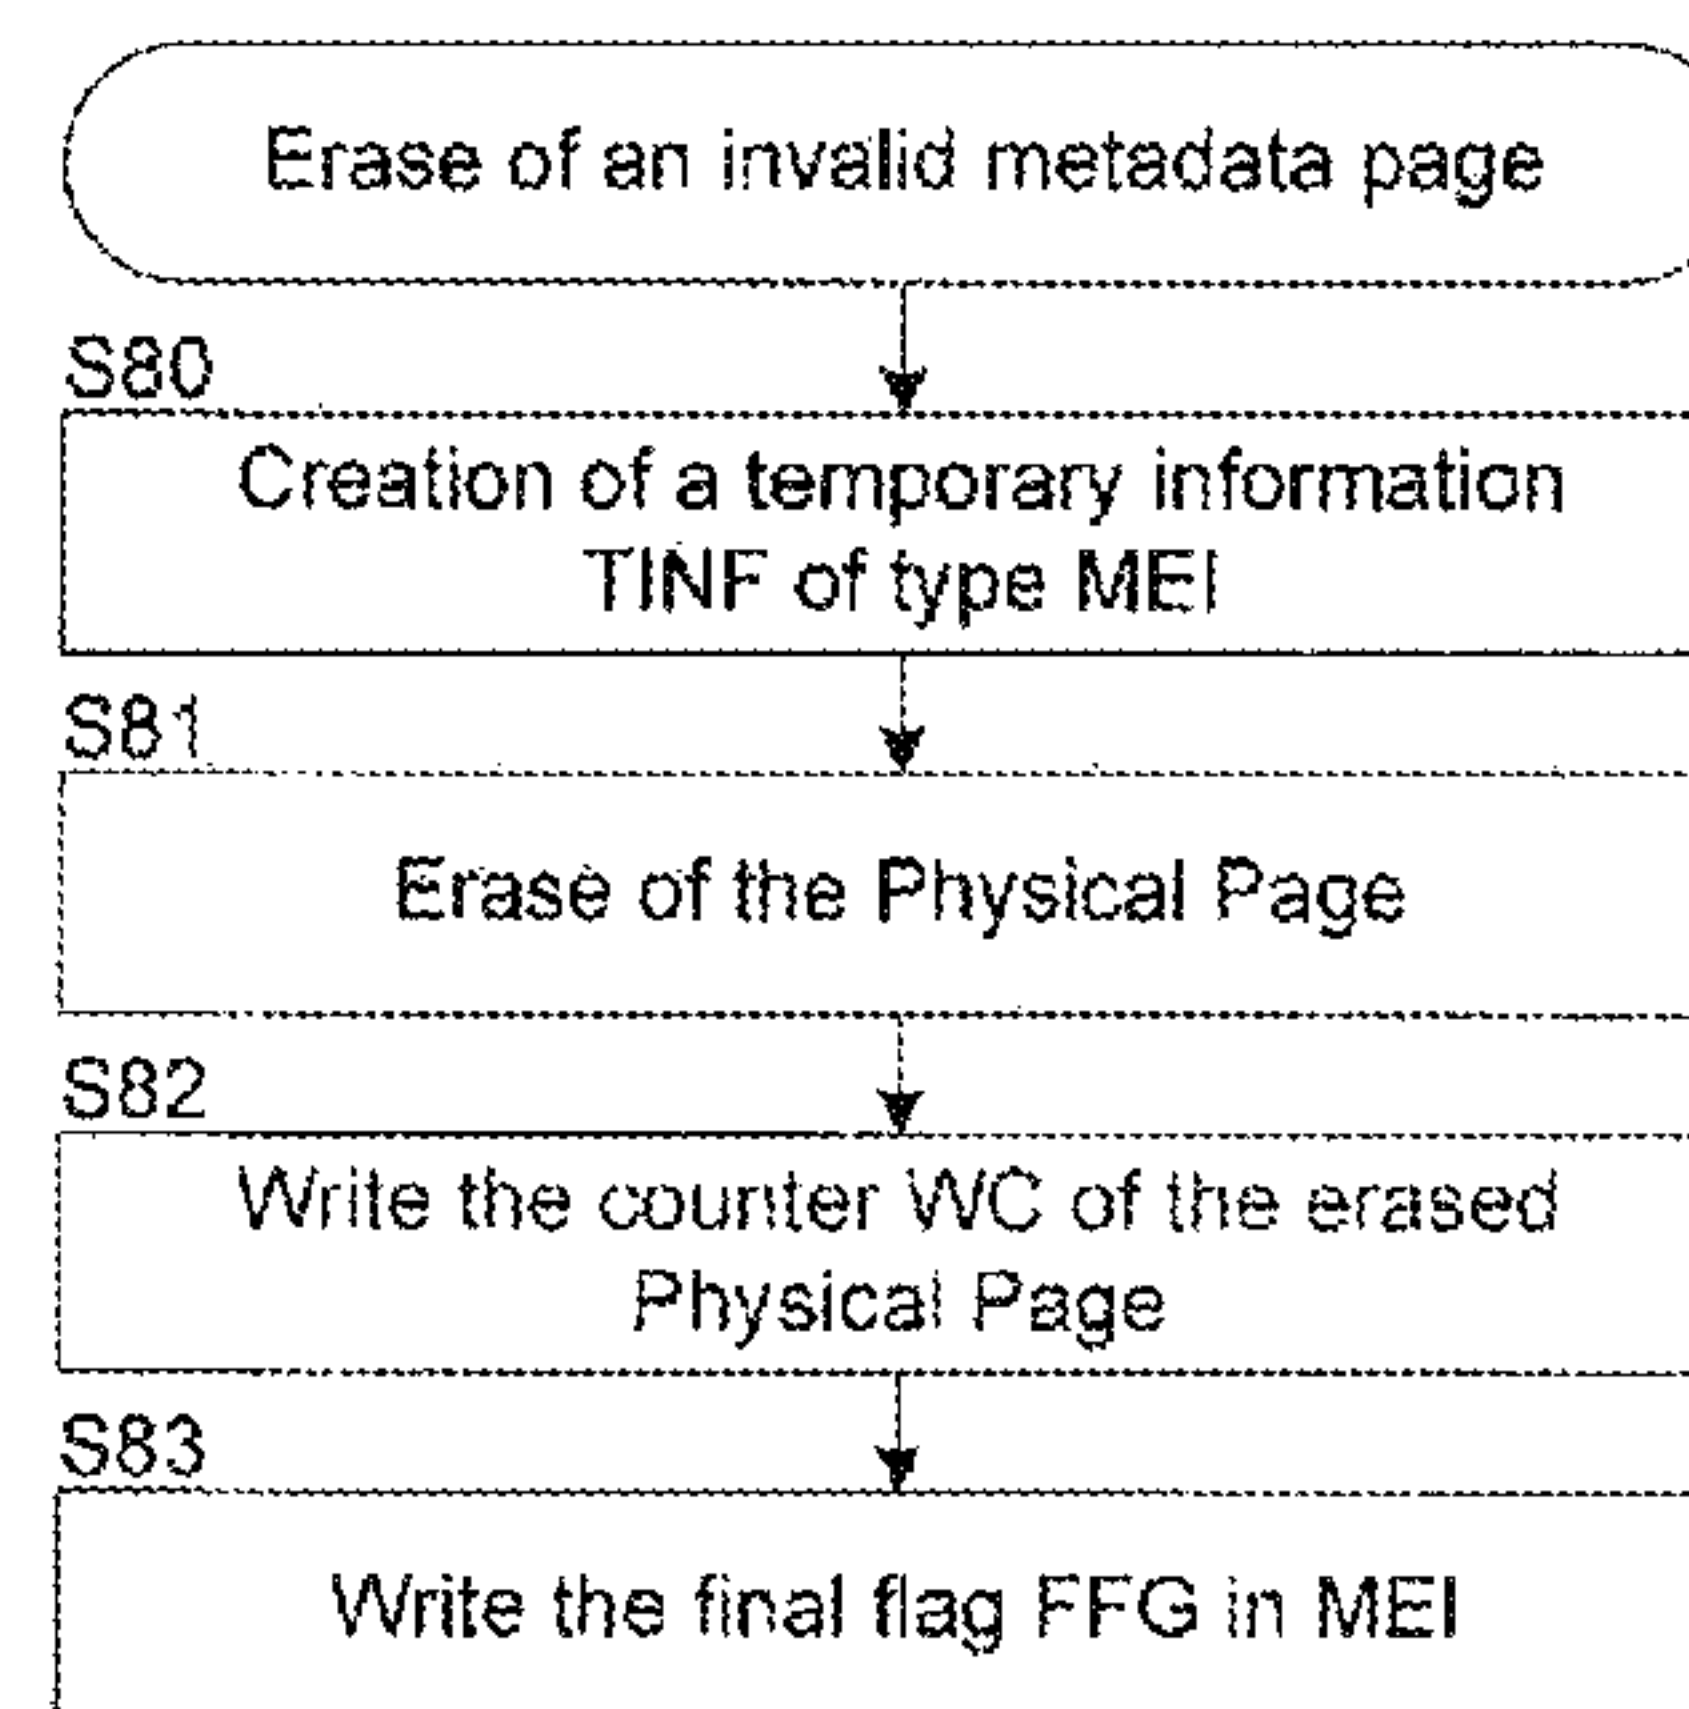 Erase of an invalid metadata page
S80
Creation of a temporary information
TINF of type MEI
S81
Erase of the Physical Page
S82
Write the counter WC of the erased
Physical Page
S83
Write the final flag FFG in MEI